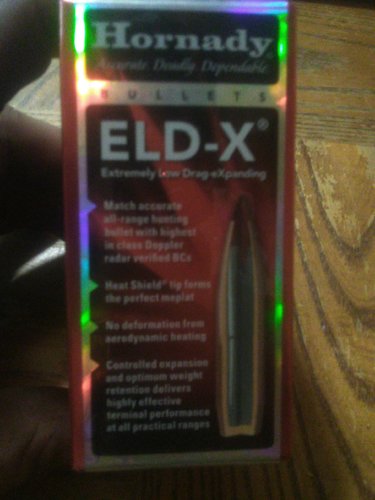 Hornady
Accurate Deadly Dependable
BULLETS
ELD-X®
Extremely Low Drag-eXpanding
Match accurate
all-range hunting
bullet with highest
in class Doppler
radar verified BCs
Heat Shield® tip forms
the perfect meplat
No deformation from
aerodynamic heating
Controlled expansion
and optimum weight
retention delivers
highly effective
terminal performance
at all practical ranges